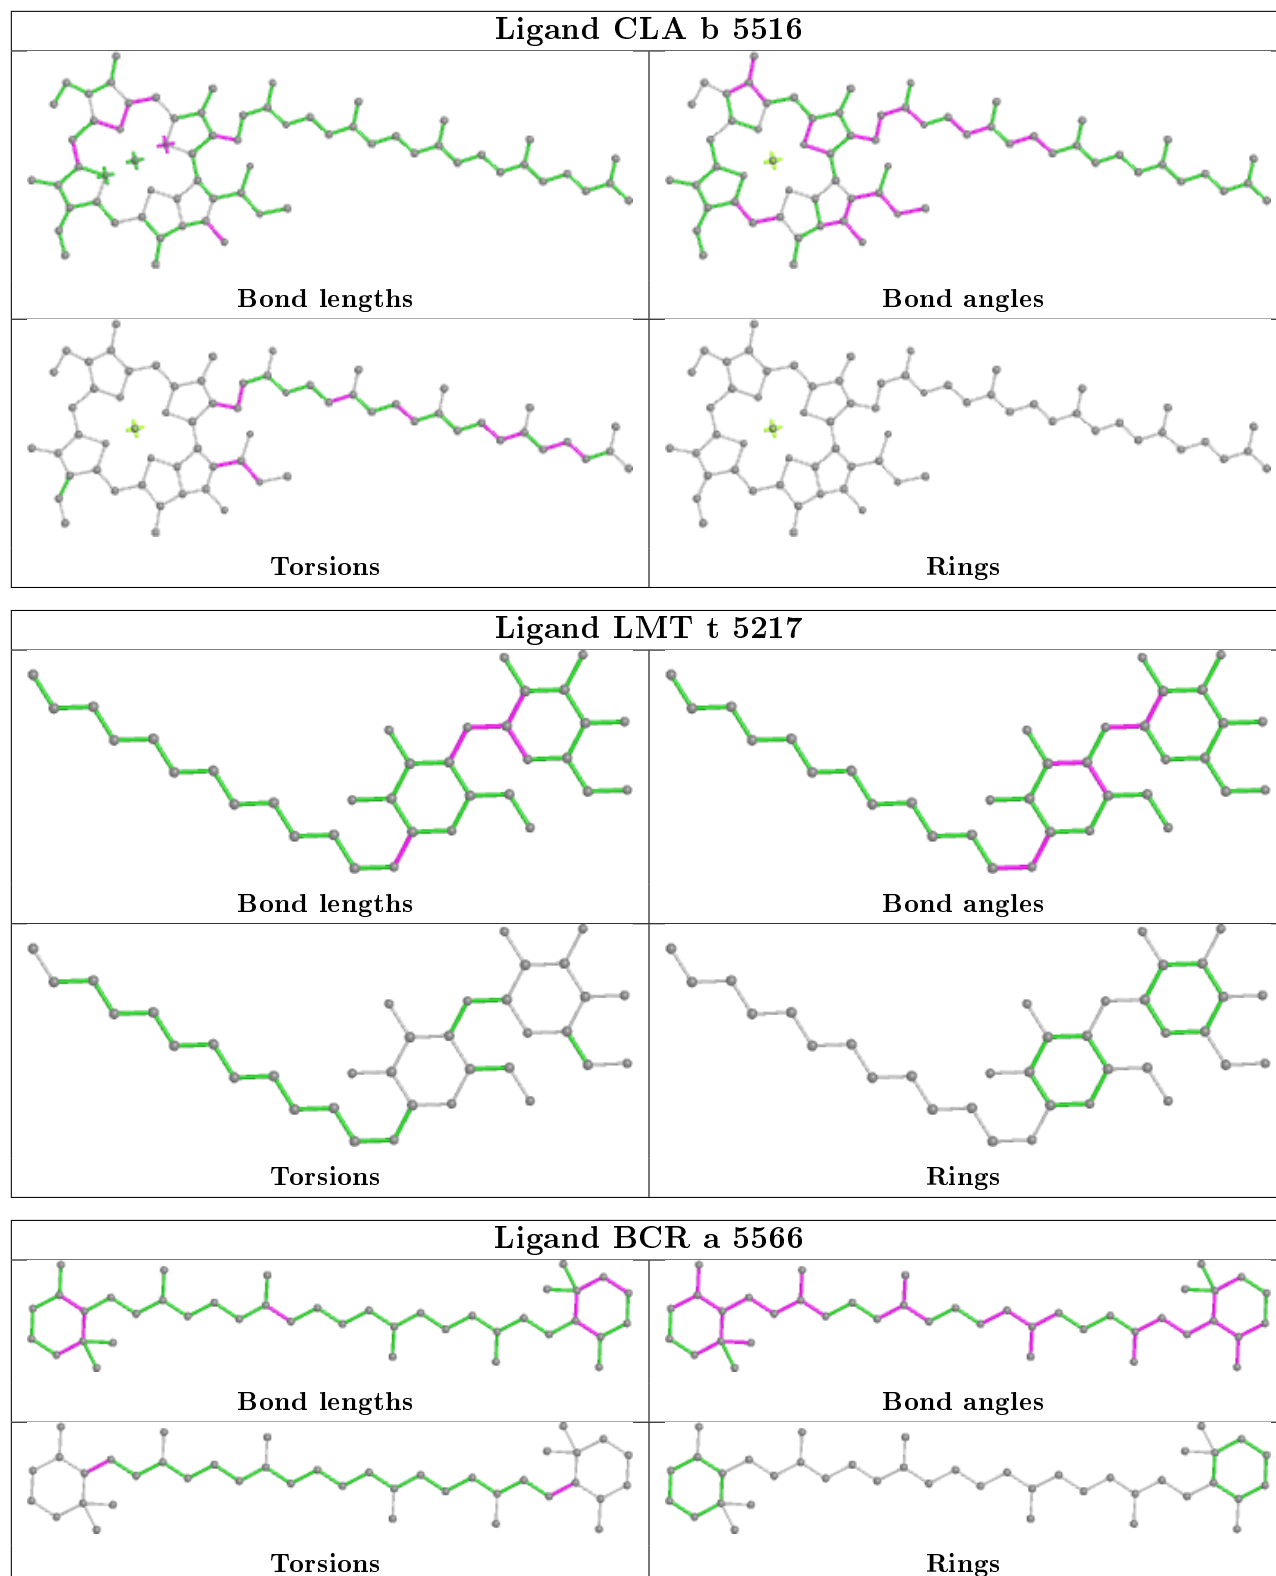 Ligand CLA b 5516
Bond lengths
Bond angles
Torsions
Rings
Ligand LMT t 5217
Bond lengths
Bond angles
Torsions
Rings
Ligand BCR a 5566
Bond lengths
Bond angles
Torsions
Rings